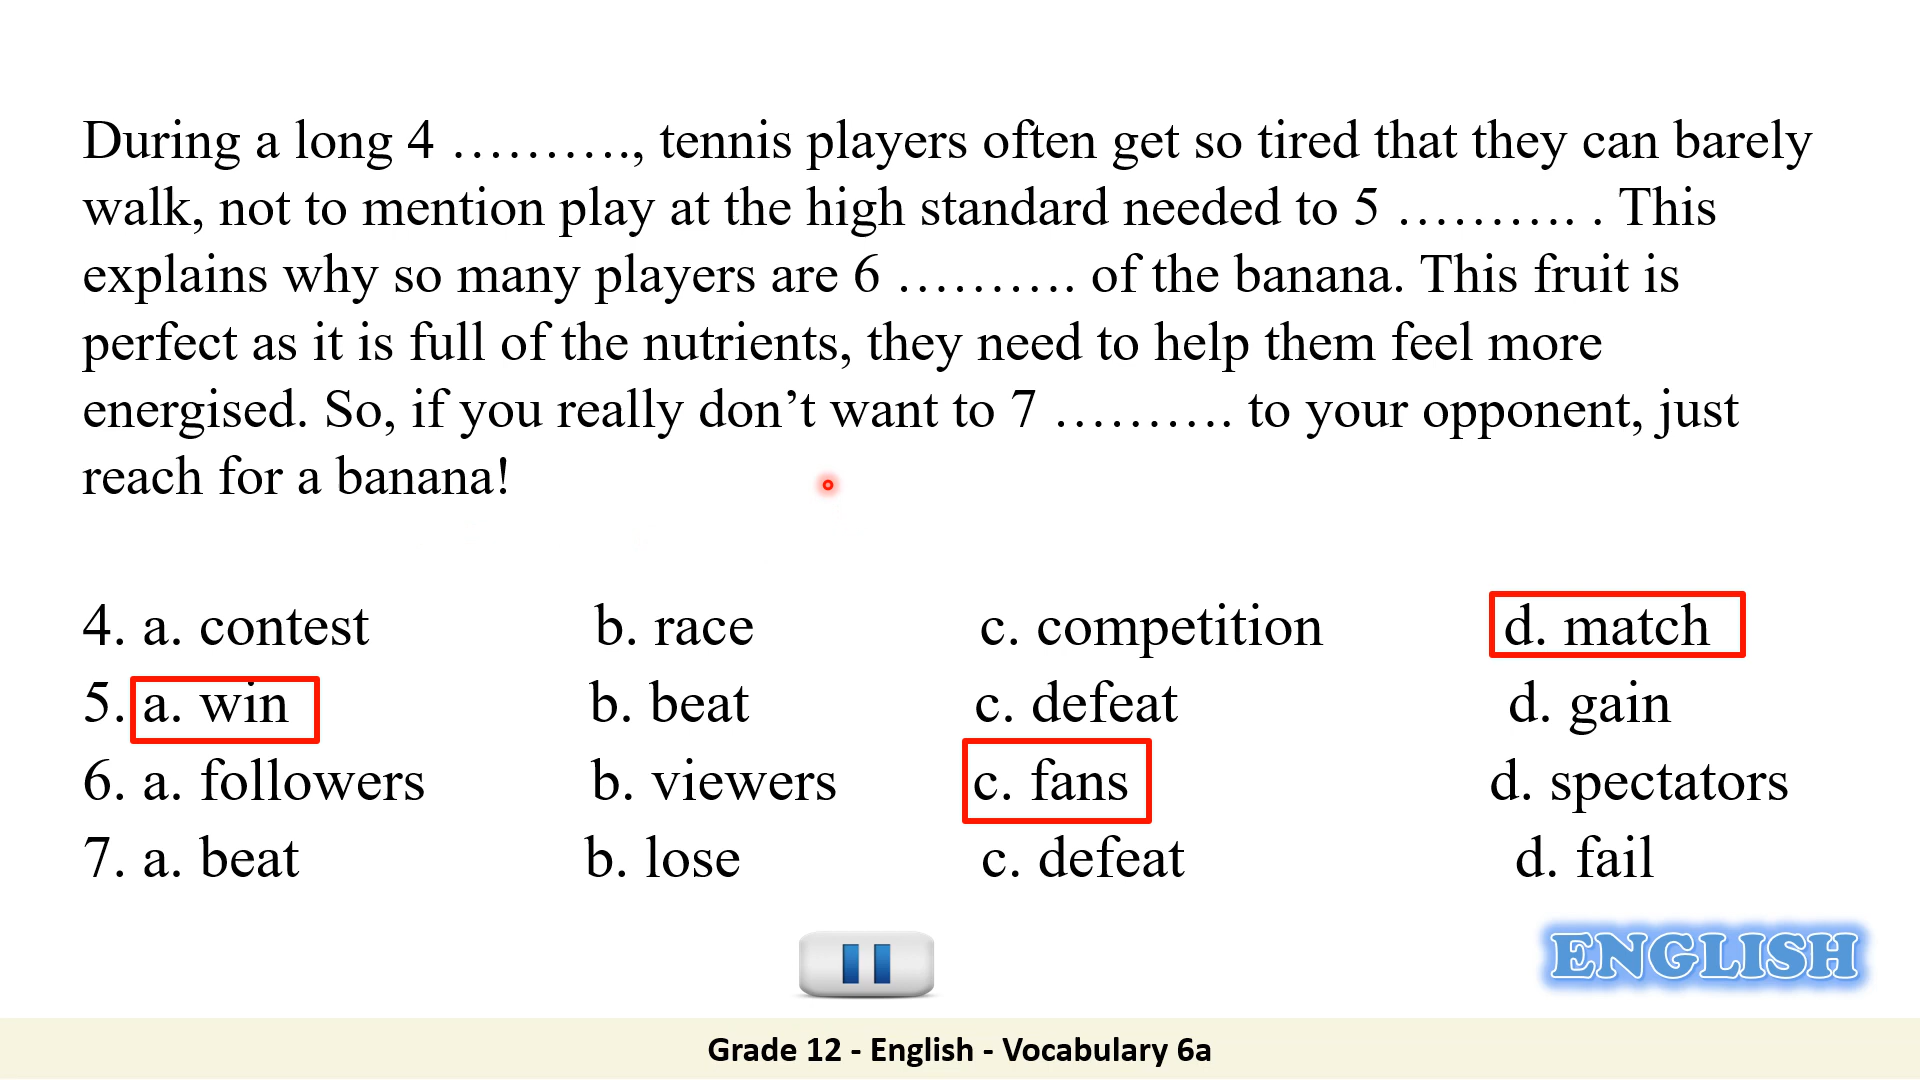 During a long 4 ………., tennis players often get so tired that they can barely
walk, not to mention play at the high standard needed to 5 ………. . This
explains why so many players are 6 ………. of the banana. This fruit is
perfect as it is full of the nutrients, they need to help them feel more
energised. So, if you really don’t want to 7 ………. to your opponent, just
reach for a banana!
4. a. contest b. race c. competition d. match
5. a. win b. beat c. defeat d. gain
6. a. followers b. viewers c. fans d. spectators
7. a. beat b. lose c. defeat d. fail
ENGLISH
Grade 12 - English - Vocabulary 6a